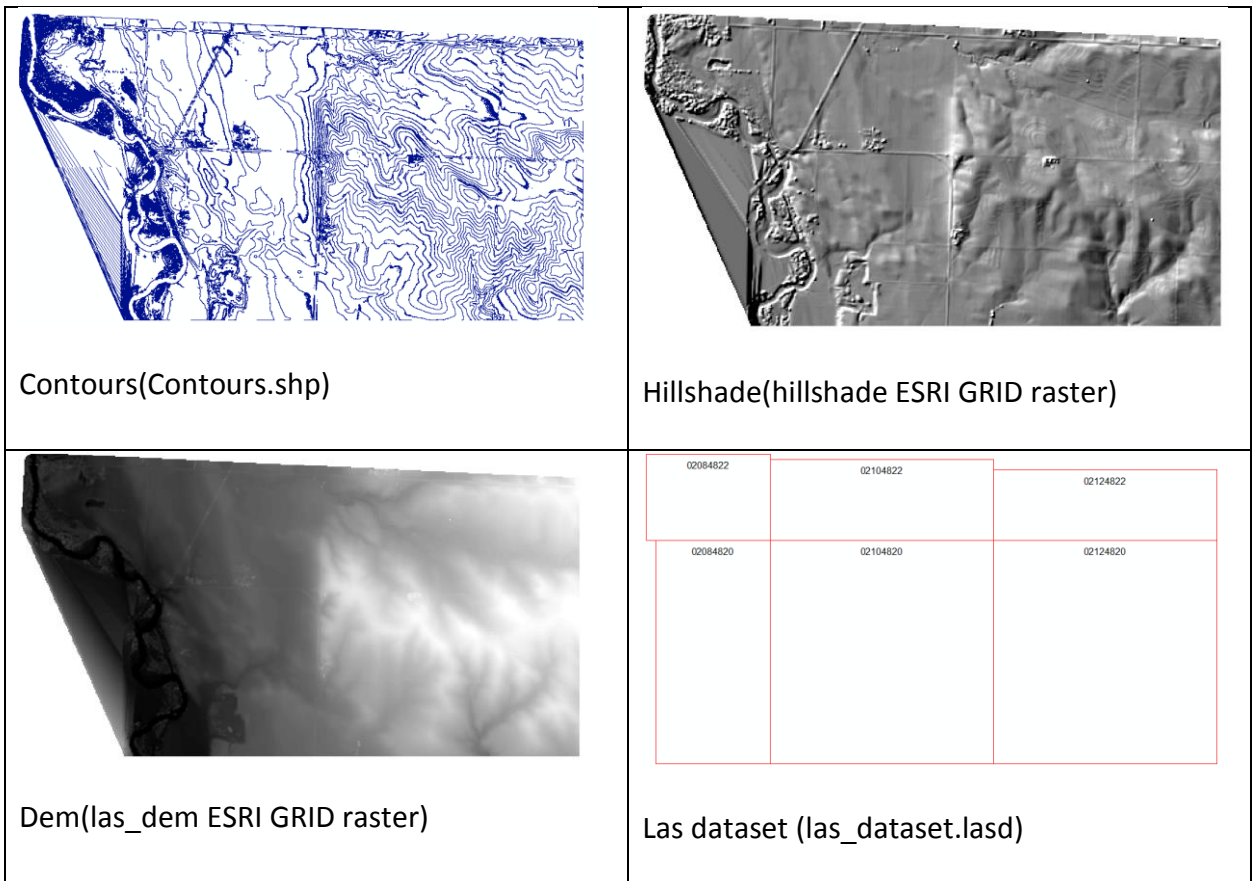 Contours(Contours.shp)
Hillshade(hillshade ESRI GRID raster)
02084822
02104822
02124822
02084820
02104820
02124820
Dem(las_dem ESRI GRID raster)
Las dataset (las_dataset.lasd)